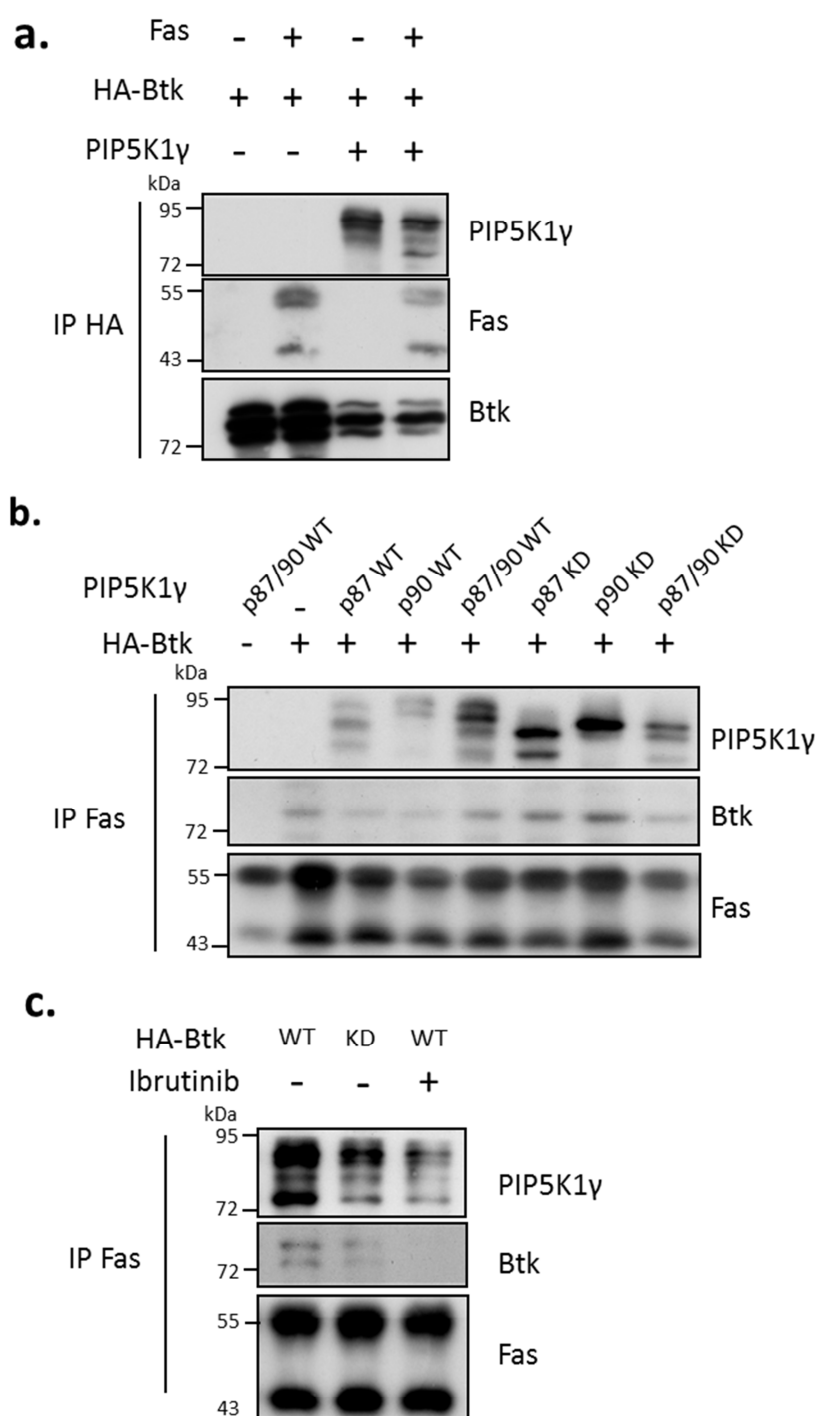 a.
Fas - + - +
HA-Btk + + + +
PIP5K1γ - - + +
kDa
95
PIP5K1γ
72
55
IP HA
Fas
43
Btk
72
b.
PIP5K1γ p87/90 WT - p87 WT p90 WT p87/90 WT p87 KD p90 KD p87/90 KD
HA-Btk - + + + + + + +
kDa
95
PIP5K1γ
72
IP Fas
Btk
72
55
Fas
43
c.
HA-Btk WT KD WT
Ibrutinib - - +
kDa
95
PIP5K1γ
72
IP Fas
Btk
72
55
Fas
43